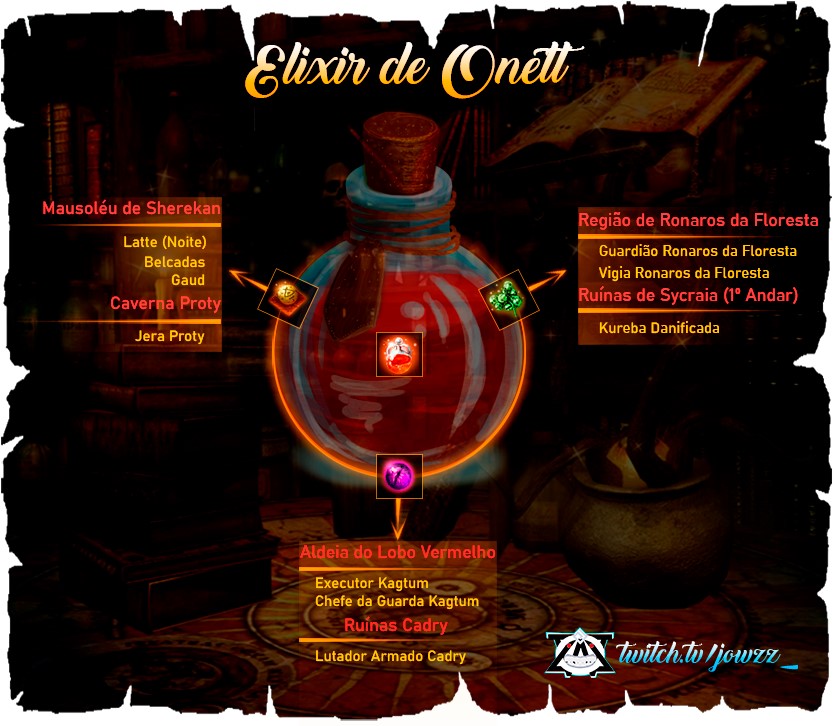 Elixir de Onett
Mausoléu de Sherekan
Latte (Noite)
Belcadas
Gaud
Caverna Proty
Jera Proty
Região de Ronaros da Floresta
Guardião Ronaros da Floresta
Vigia Ronaros da Floresta
Ruínas de Sycraia (1º Andar)
Kureba Danificada
Aldeia do Lobo Vermelho
Executor Kagtum
Chefe da Guarda Kagtum
Ruínas Cadry
Lutador Armado Cadry
twitch.tv/jowzz_